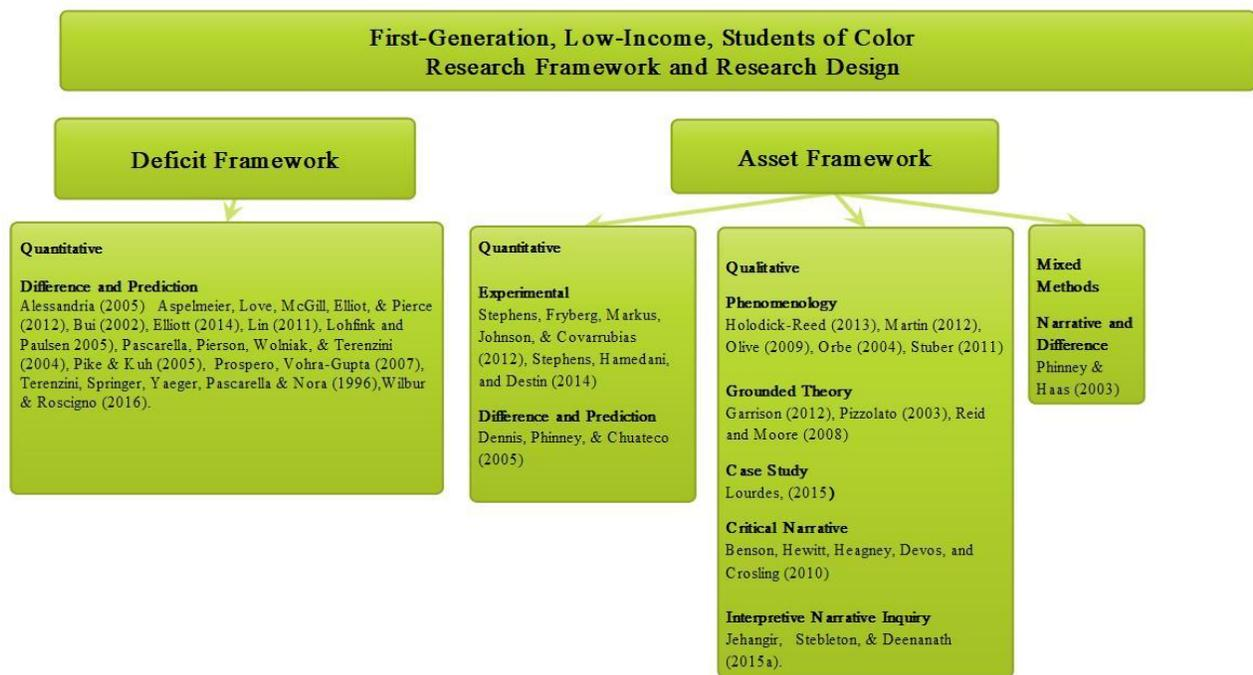 First-Generation, Low-Income, Students of Color
Research Framework and Research Design
Deficit Framework
Asset Framework
Quantitative
Difference and Prediction
Alessandria (2005) Aspelmeier, Love, McGill, Elliot, & Pierce
(2012), Bui (2002), Elliott (2014), Lin (2011), Lohfink and
Paulsen 2005), Pascarella, Pierson, Wolniak, & Terenzini
(2004), Pike & Kuh (2005), Prospero, Vohra-Gupta (2007),
Terenzini, Springer, Yaeger, Pascarella & Nora (1996),Wilbur
& Roscigno (2016).
Quantitative
Experimental
Stephens, Fryberg, Markus,
Johnson, & Covarrubias
(2012), Stephens, Hamedani,
and Destin (2014)
Difference and Prediction
Dennis, Phinney, & Chuateco
(2005)
Qualitative
Phenomenology
Holodick-Reed (2013), Martin (2012),
Olive (2009), Orbe (2004), Stuber (2011)
Grounded Theory
Garrison (2012), Pizzolato (2003), Reid
and Moore (2008)
Case Study
Lourdes, (2015)
Critical Narrative
Benson, Hewitt, Heagney, Devos, and
Crosling (2010)
Interpretive Narrative Inquiry
Jehangir, Stebleton, & Deenanath
(2015a).
Mixed
Methods
Narrative and
Difference
Phinney &
Haas (2003)